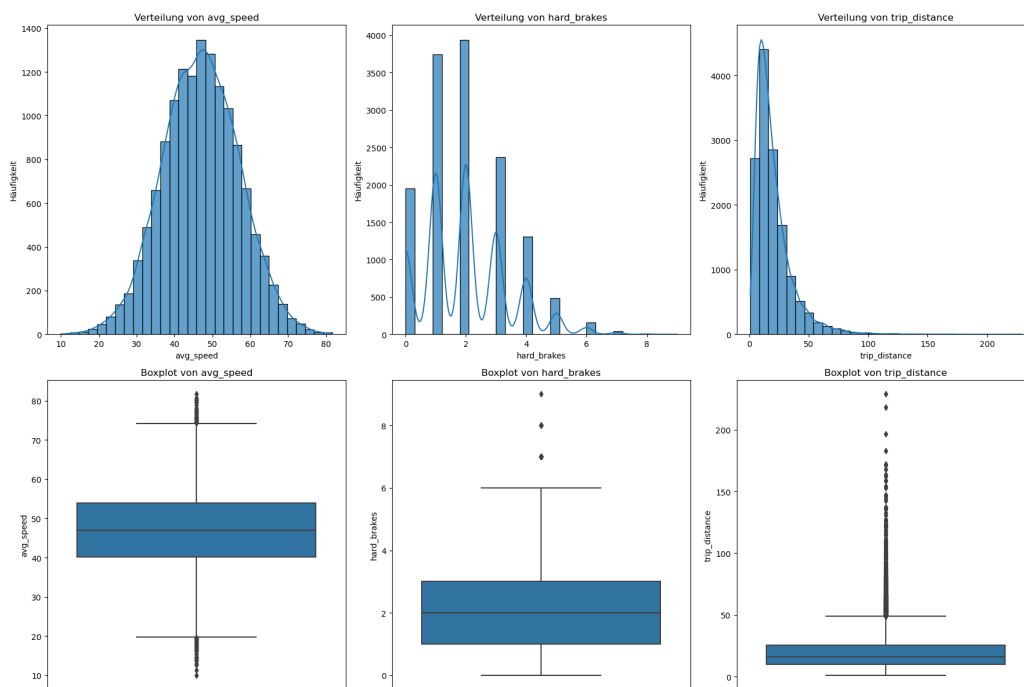 Verteilung von avg_speed
Verteilung von hard_brakes
Verteilung von trip_distance
Häufigkeit
1400
1200
1000
800
600
400
200
0
10 20 30 40 50 60 70 80
avg_speed
Häufigkeit
4000
3500
3000
2500
2000
1500
1000
500
0
0 2 4 6 8
hard_brakes
Häufigkeit
4000
3000
2000
1000
0
0 50 100 150 200
trip_distance
Boxplot von avg_speed
Boxplot von hard_brakes
Boxplot von trip_distance
avg_speed
80
70
60
50
40
30
20
10
hard_brakes
8
6
4
2
0
trip_distance
200
150
100
50
0